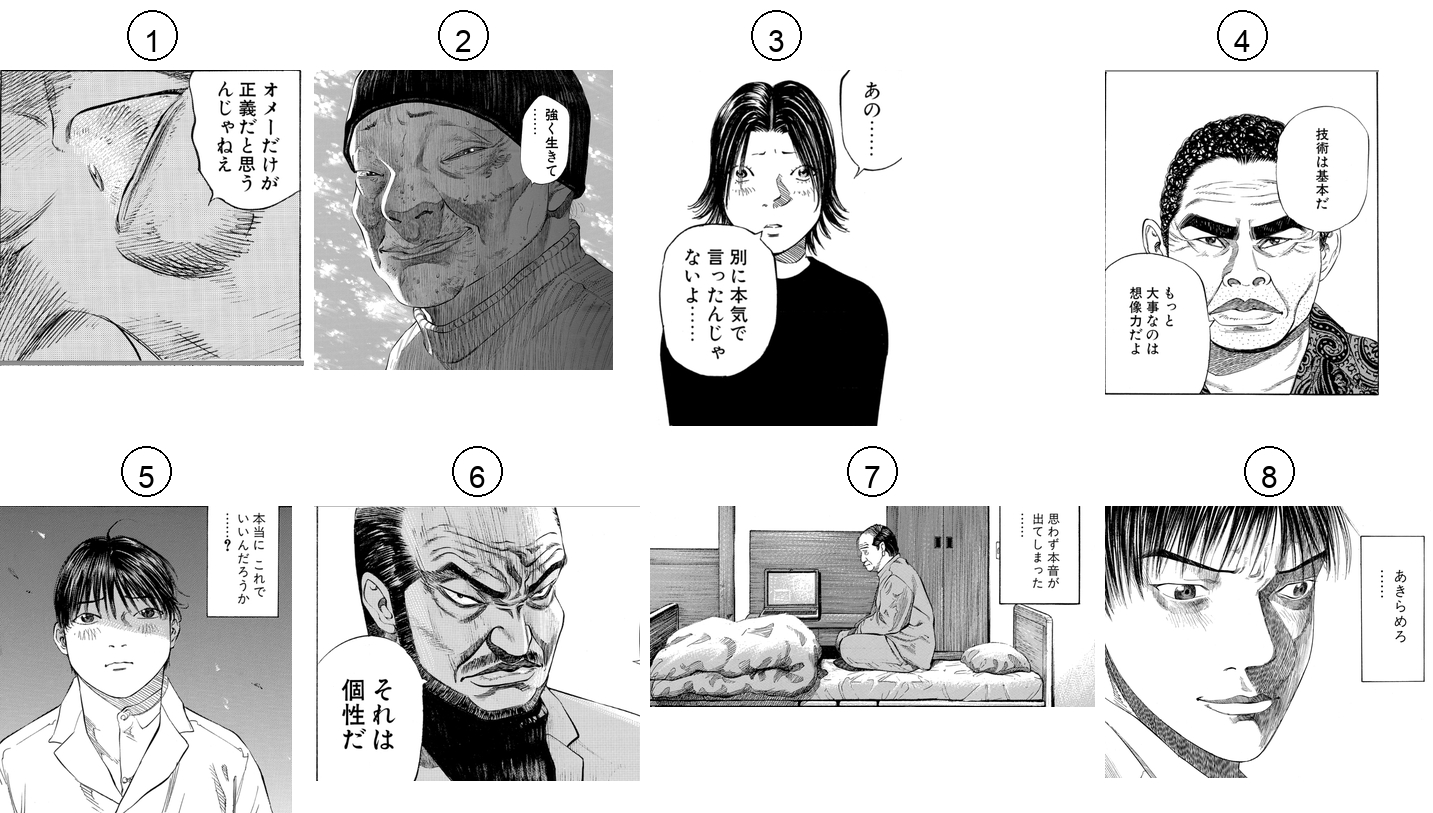 1
オメーだけが
正義だと思う
んじゃねえ
2
強く生きて
……
3
あの……
別に本気で
言ったんじゃ
ないよ……
4
技術は基本だ
もっと
大事なのは
想像力だよ
5
本当に これで
いいんだろうか
……？
6
それは
個性だ
7
思わず本音が
出てしまった
……
8
あきらめろ
……